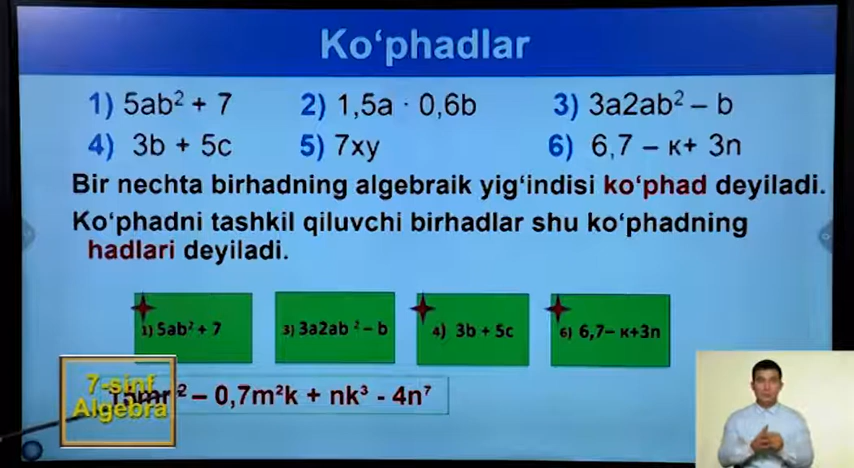 Ko‘phadlar
1) 5ab² + 7 2) 1,5a · 0,6b 3) 3a2ab² – b
4) 3b + 5c 5) 7xy 6) 6,7 – к+ 3n
Bir nechta birhadning algebraik yig‘indisi ko‘phad deyiladi.
Ko‘phadni tashkil qiluvchi birhadlar shu ko‘phadning
hadlari deyiladi.
1) 5ab² + 7 3) 3a2ab ² – b 4) 3b + 5c 6) 6,7– к+3n
– 0,7m²k + nk³ - 4n⁷
7-sinf
Algebra